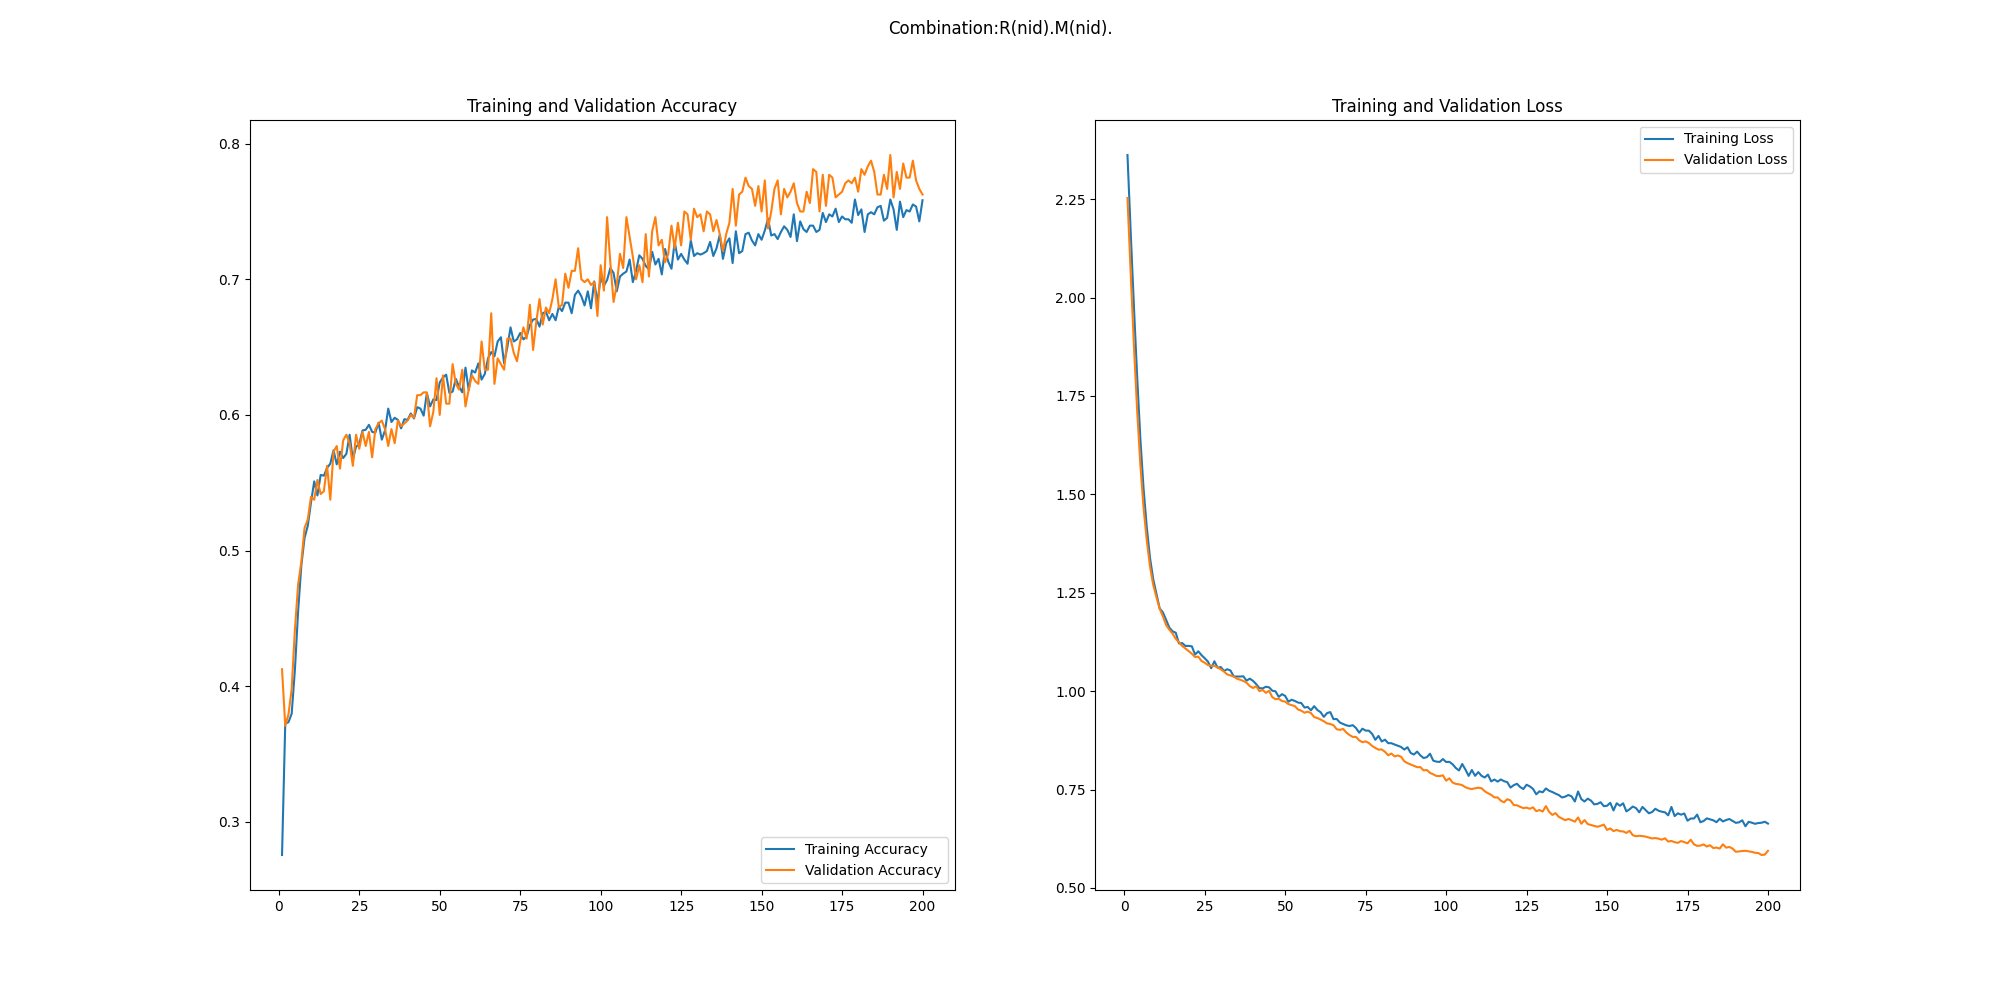 Combination:R(nid).M(nid).
Training and Validation Accuracy
0.8
0.7
0.6
0.5
0.4
0.3
0 25 50 75 100 125 150 175 200
Training Accuracy
Validation Accuracy
Training and Validation Loss
2.25
2.00
1.75
1.50
1.25
1.00
0.75
0.50
0 25 50 75 100 125 150 175 200
Training Loss
Validation Loss